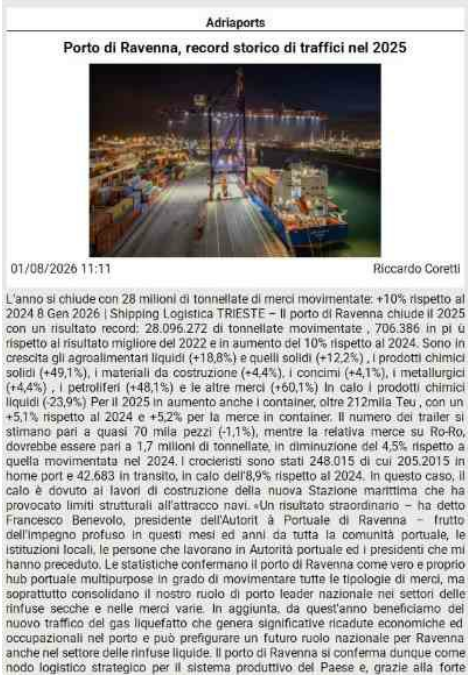 Adriaports
Porto di Ravenna, record storico di traffici nel 2025
01/08/2026 11:11 Riccardo Coretti
L'anno si chiude con 28 milioni di tonnellate di merci movimentate: +10% rispetto al
2024 8 Gen 2026 | Shipping Logistica TRIESTE – Il porto di Ravenna chiude il 2025
con un risultato record: 28.096.272 di tonnellate movimentate , 706.386 in pi ù
rispetto al risultato migliore del 2022 e in aumento del 10% rispetto al 2024. Sono in
crescita gli agroalimentari liquidi (+18,8%) e quelli solidi (+12,2%) , i prodotti chimici
solidi (+49,1%), i materiali da costruzione (+4,4%), i concimi (+4,1%), i metallurgici
(+4,4%) , i petroliferi (+48,1%) e le altre merci (+60,1%) In calo i prodotti chimici
liquidi (-23,9%) Per il 2025 in aumento anche i container, oltre 212mila Teu , con un
+5,1% rispetto al 2024 e +5,2% per la merce in container. Il numero dei trailer si
stimano pari a quasi 70 mila pezzi (-1,1%), mentre la relativa merce su Ro-Ro,
dovrebbe essere pari a 1,7 milioni di tonnellate, in diminuzione del 4,5% rispetto a
quella movimentata nel 2024. I crocieristi sono stati 248.015 di cui 205.2015 in
home port e 42.683 in transito, in calo dell'8,9% rispetto al 2024. In questo caso, il
calo è dovuto ai lavori di costruzione della nuova Stazione marittima che ha
provocato limiti strutturali all'attracco navi. «Un risultato straordinario – ha detto
Francesco Benevolo, presidente dell'Autorit à Portuale di Ravenna – frutto
dell'impegno profuso in questi mesi ed anni da tutta la comunità portuale, le
istituzioni locali, le persone che lavorano in Autorità portuale ed i presidenti che mi
hanno preceduto. Le statistiche confermano il porto di Ravenna come vero e proprio
hub portuale multipurpose in grado di movimentare tutte le tipologie di merci, ma
soprattutto consolidano il nostro ruolo di porto leader nazionale nei settori delle
rinfuse secche e nelle merci varie. In aggiunta, da quest'anno beneficiamo del
nuovo traffico del gas liquefatto che genera significative ricadute economiche ed
occupazionali nel porto e può prefigurare un futuro ruolo nazionale per Ravenna
anche nel settore delle rinfuse liquide. Il porto di Ravenna si conferma dunque come
nodo logistico strategico per il sistema produttivo del Paese e, grazie alla forte